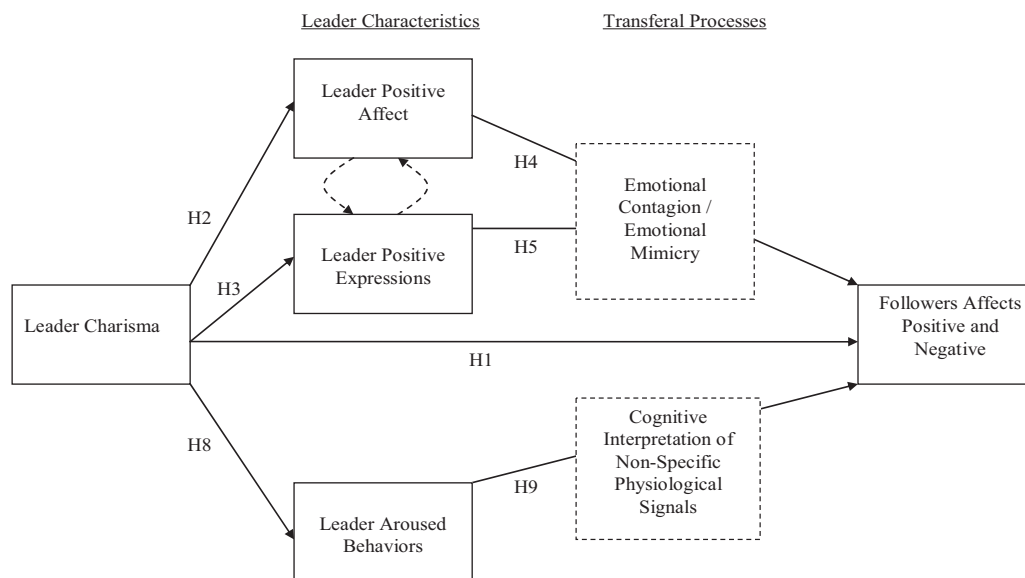 Leader Characteristics
Transferal Processes
Leader Positive
Affect
H4
Emotional
Contagion /
Emotional
Mimicry
H2
H5
Leader Positive
Expressions
H3
Leader Charisma
Followers Affects
Positive and
Negative
H1
H8
Cognitive
Interpretation of
Non-Specific
Physiological
Signals
H9
Leader Aroused
Behaviors